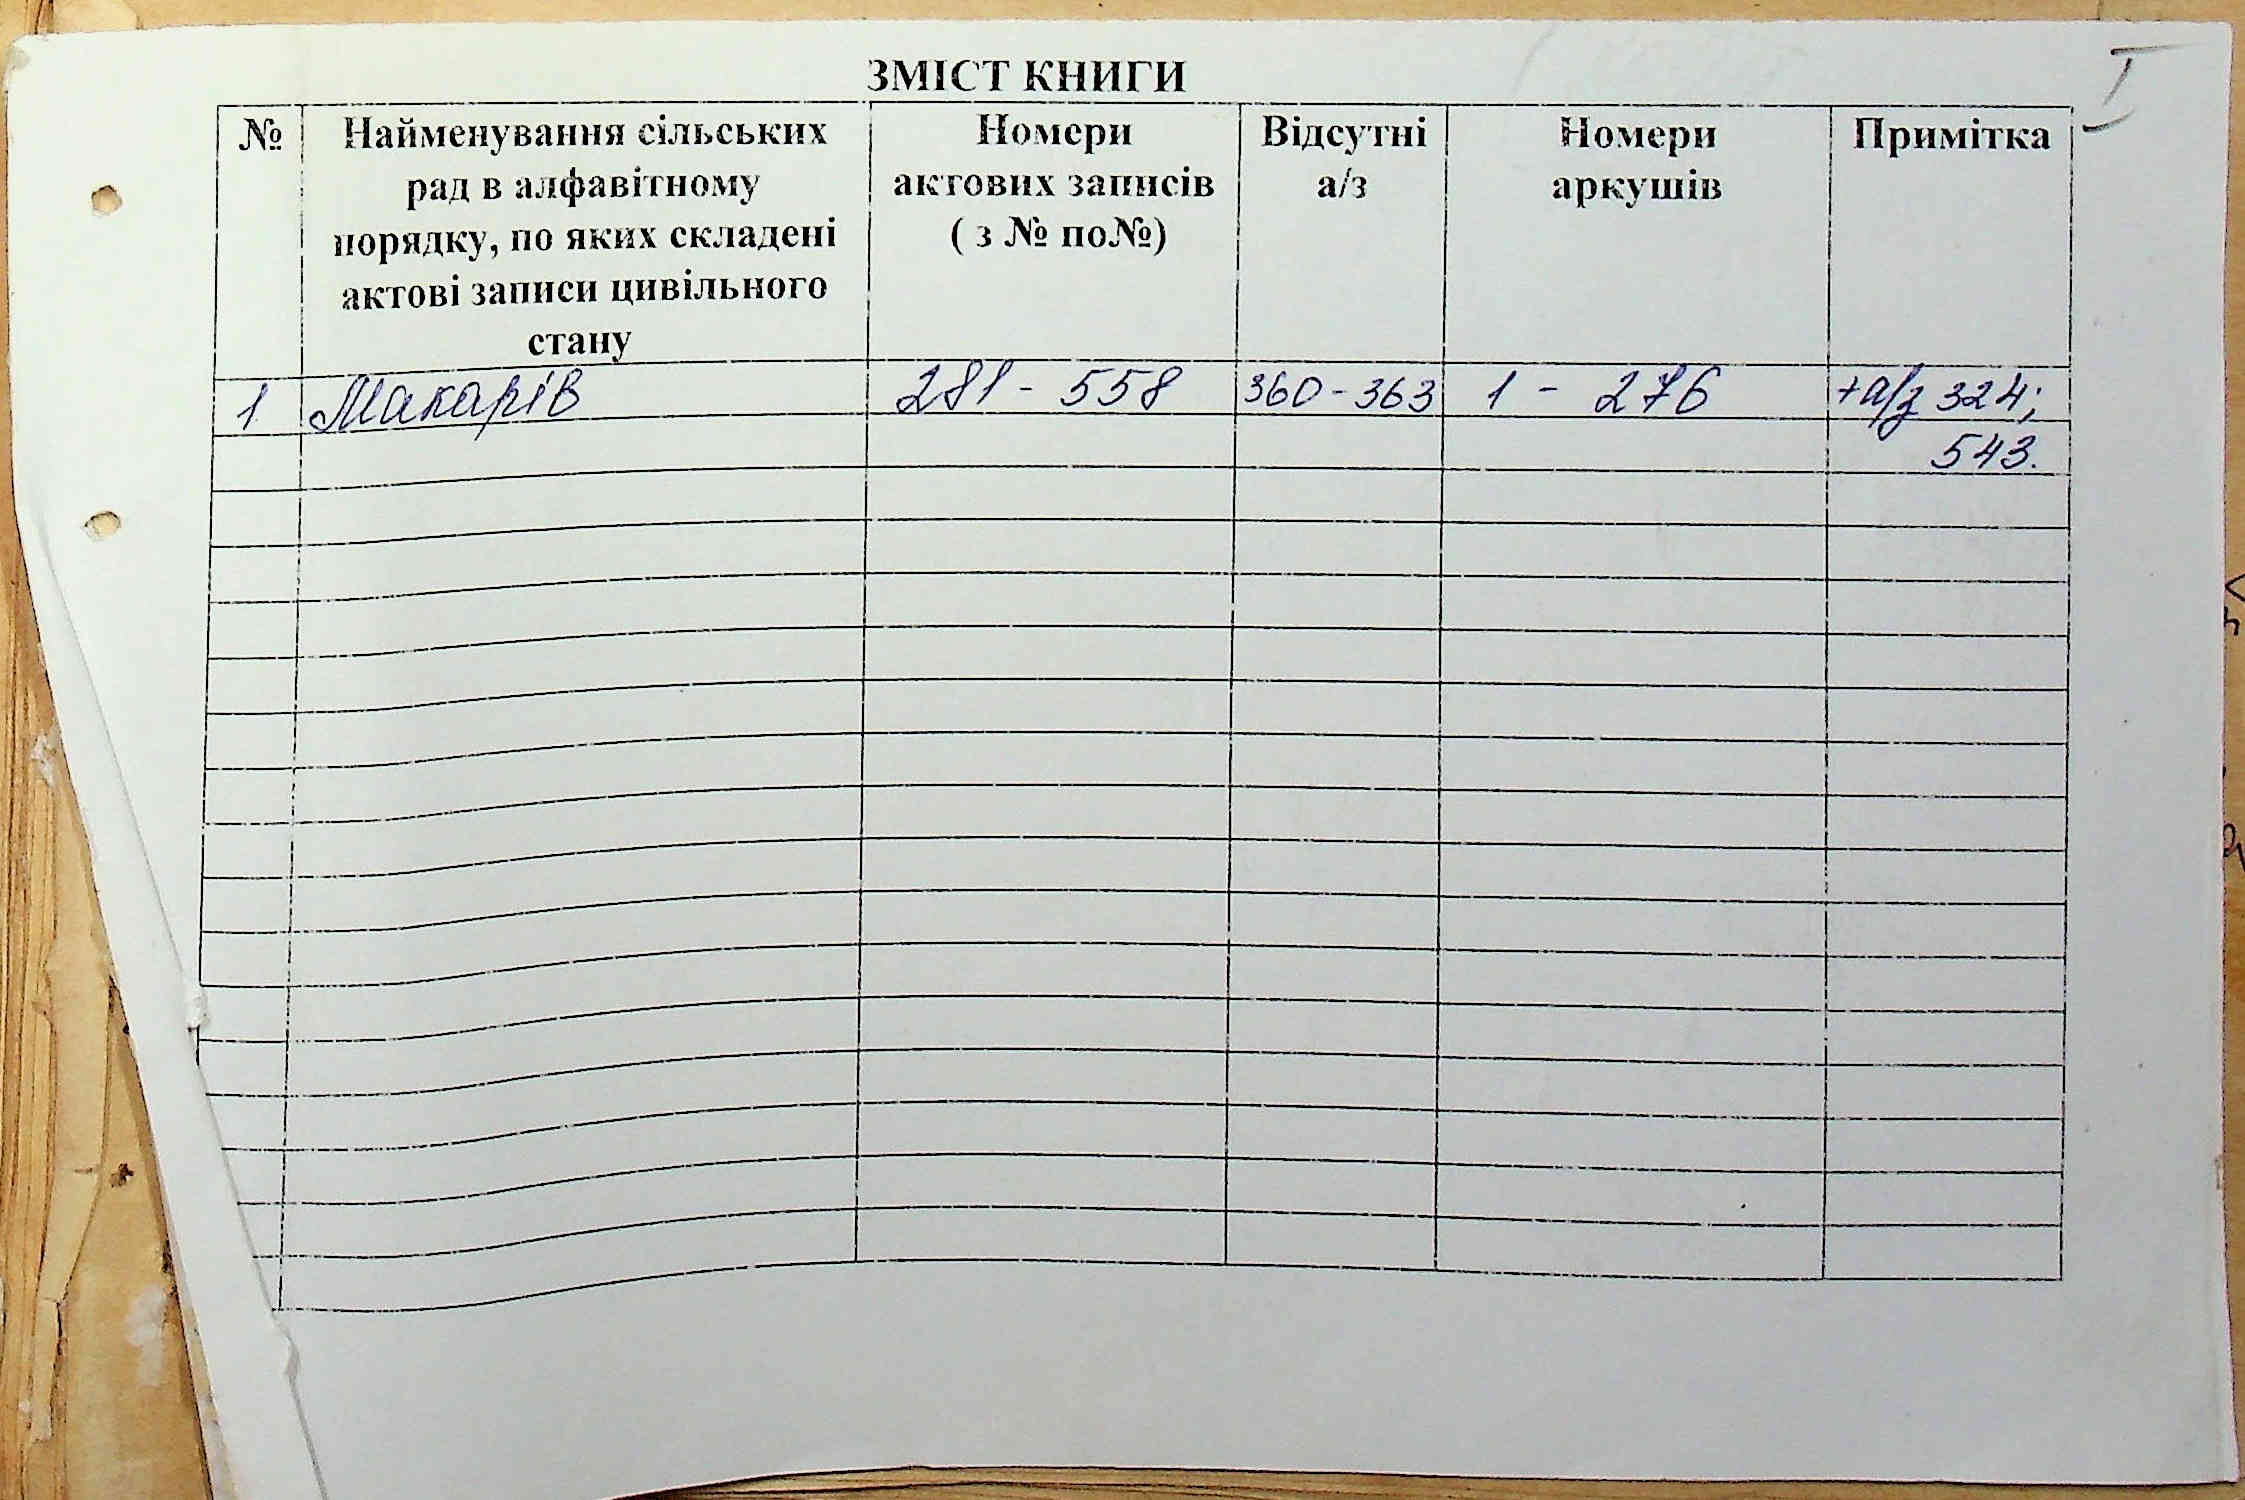 I
ЗМІСТ КНИГИ
№ Найменування сільських рад в алфавітному порядку, по яких складені актові записи цивільного стану Номери актових записів ( з № по№) Відсутні а/з Номери аркушів Примітка
1 Макарів 281 - 558 360 - 363 1 - 276 +а/з 324;
543.